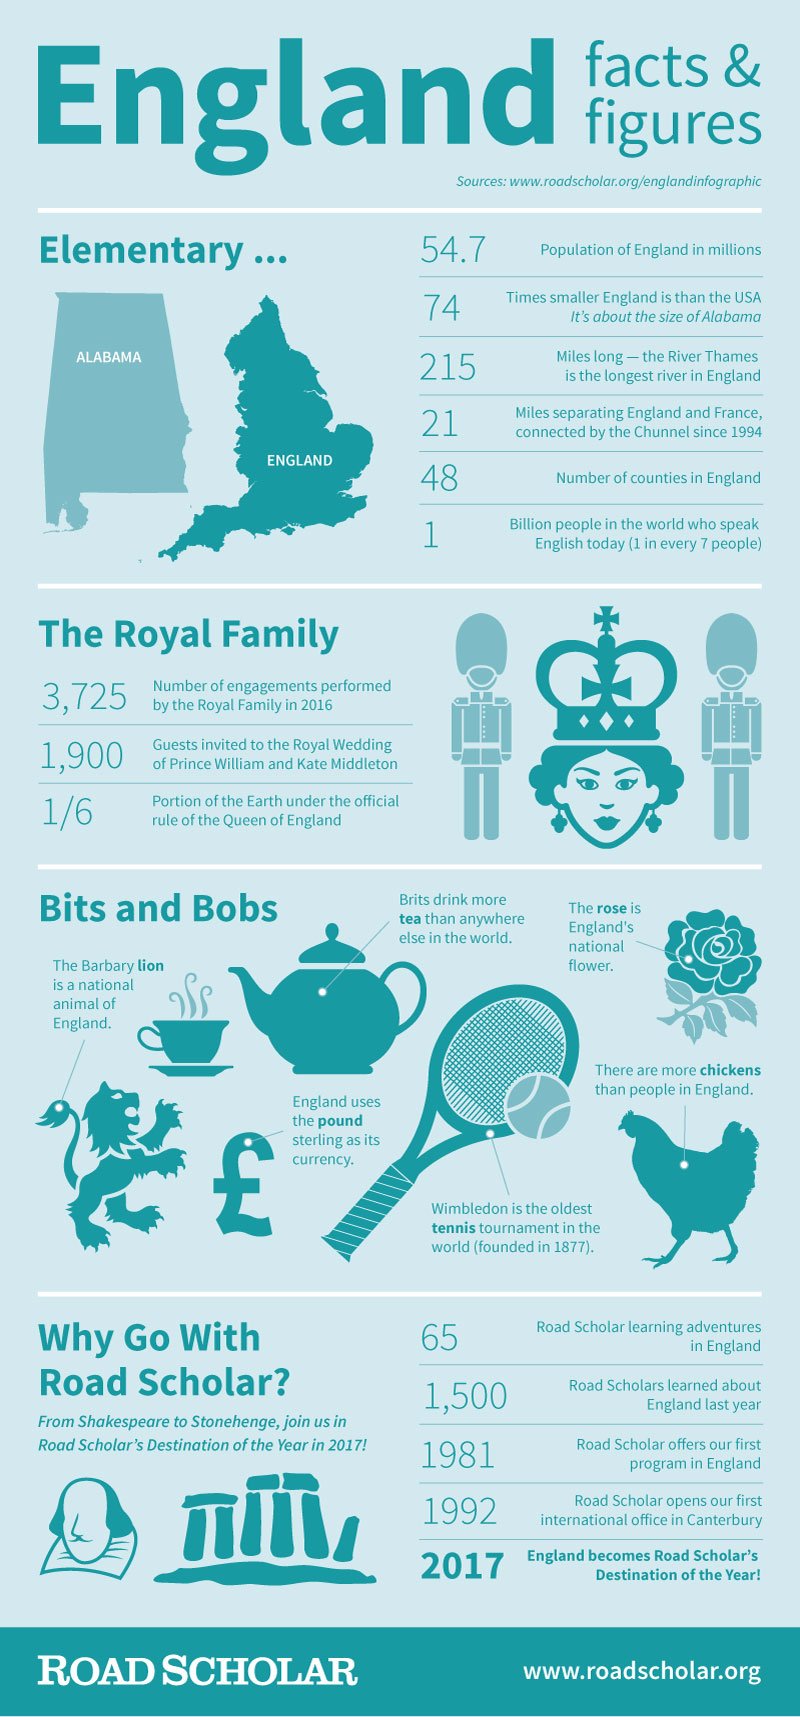 England
facts &
figures
Sources: www.roadscholar.org/englandinfographic
Elementary ...
ALABAMA
ENGLAND
54.7
Population of England in millions
74
Times smaller England is than the USA
It's about the size of Alabama
215
Miles long — the River Thames
is the longest river in England
21
Miles separating England and France,
connected by the Chunnel since 1994
48
Number of counties in England
1
Billion people in the world who speak
English today (1 in every 7 people)
The Royal Family
3,725
Number of engagements performed
by the Royal Family in 2016
1,900
Guests invited to the Royal Wedding
of Prince William and Kate Middleton
1/6
Portion of the Earth under the official
rule of the Queen of England
Bits and Bobs
The Barbary lion
is a national
animal of
England.
Brits drink more
tea than anywhere
else in the world.
The rose is
England's
national
flower.
England uses
the pound
sterling as its
currency.
£
There are more chickens
than people in England.
Wimbledon is the oldest
tennis tournament in the
world (founded in 1877).
Why Go With
Road Scholar?
From Shakespeare to Stonehenge, join us in
Road Scholar's Destination of the Year in 2017!
65
Road Scholar learning adventures
in England
1,500
Road Scholars learned about
England last year
1981
Road Scholar offers our first
program in England
1992
Road Scholar opens our first
international office in Canterbury
2017
England becomes Road Scholar's
Destination of the Year!
ROAD SCHOLAR
www.roadscholar.org